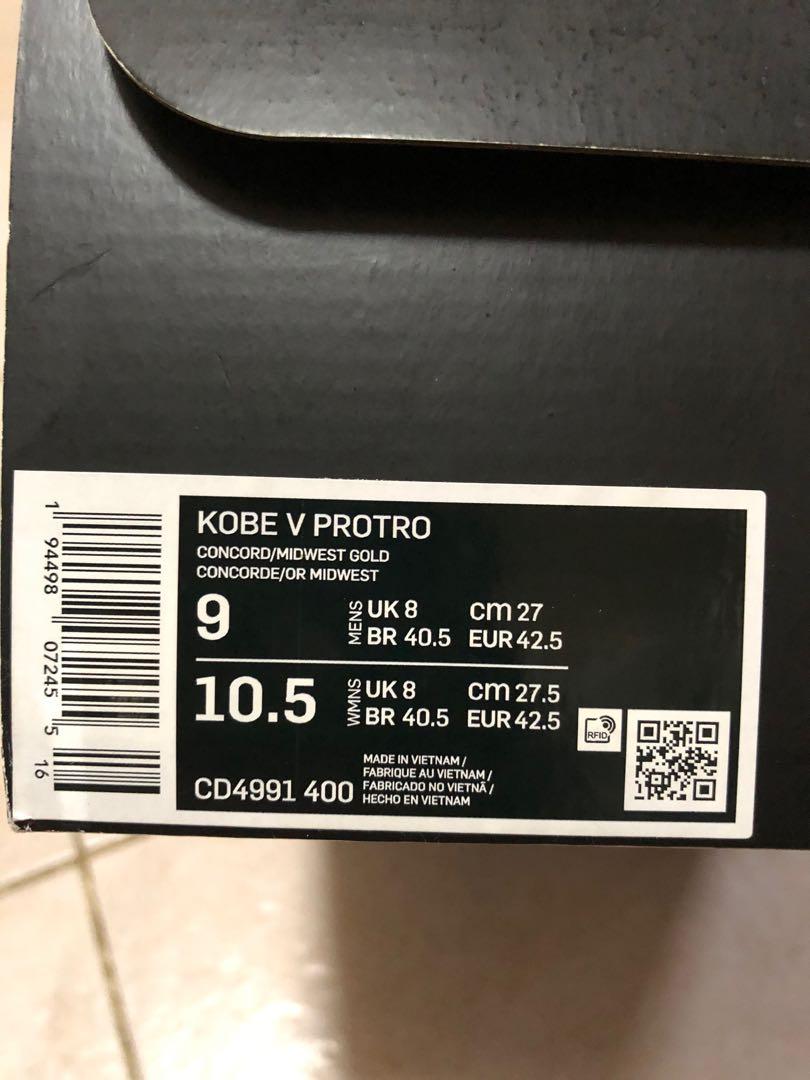 KOBE V PROTRO
CONCORD/MIDWEST GOLD
CONCORDE/OR MIDWEST
9 MENS UK 8 cm 27
BR 40.5 EUR 42.5
10.5 WMNS UK 8 cm 27.5
BR 40.5 EUR 42.5
CD4991 400
MADE IN VIETNAM /
FABRIQUE AU VIETNAM /
FABRICADO NO VIETNÃ /
HECHO EN VIETNAM
RFID
1 94498 07245 5 16